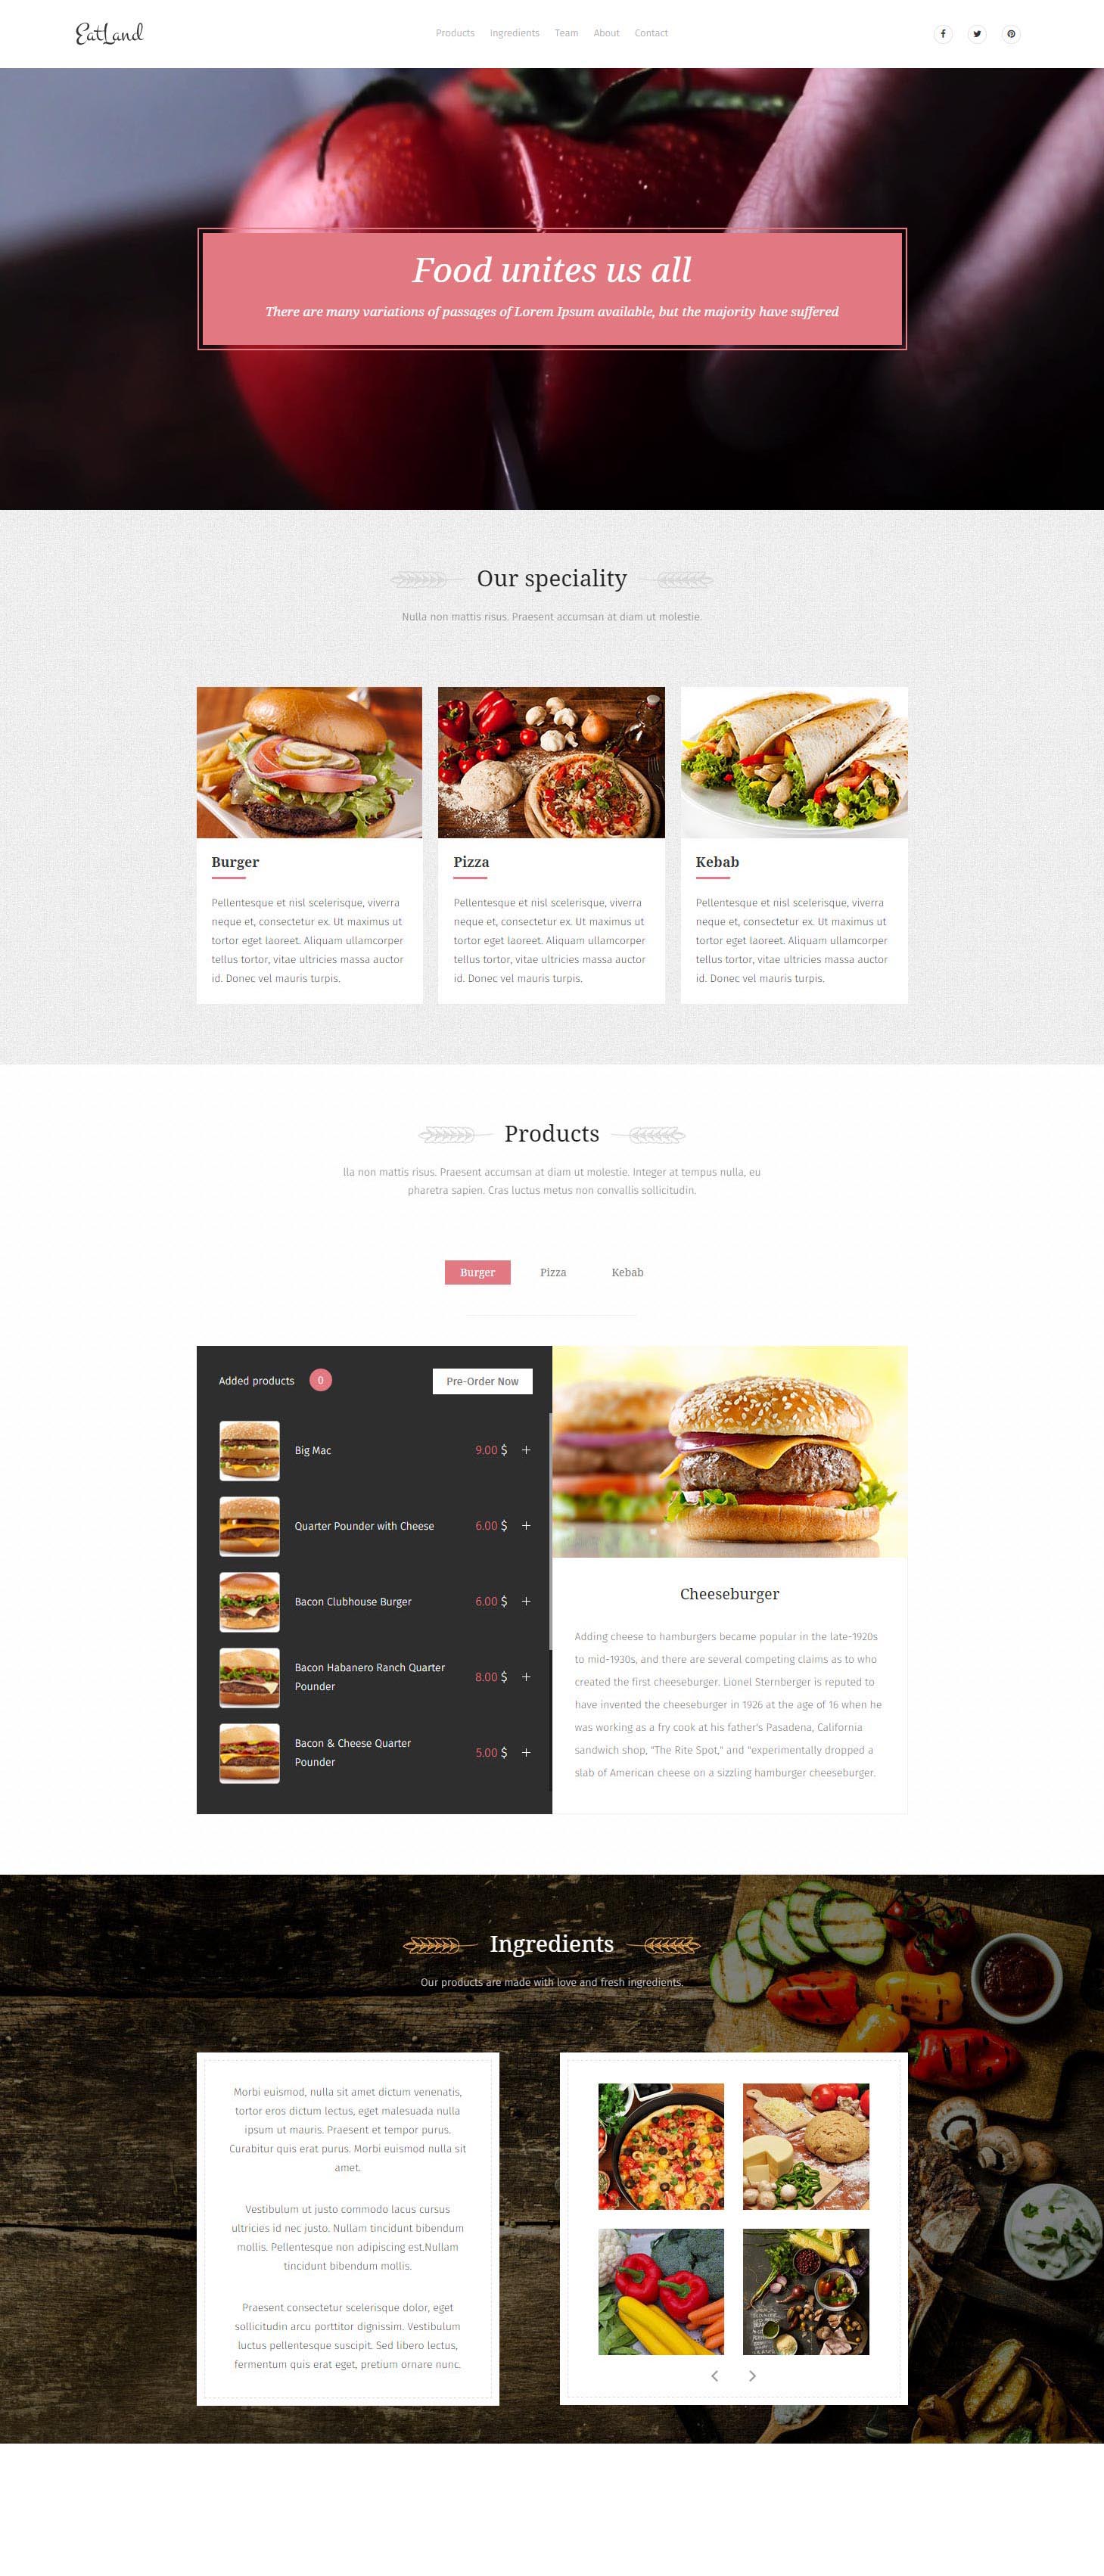 EatLand
Products Ingredients Team About Contact
Food unites us all
There are many variations of passages of Lorem Ipsum available, but the majority have suffered
Our speciality
Nulla non mattis risus. Praesent accumsan at diam ut molestie.
Burger
Pellentesque et nisl scelerisque, viverra
neque et, consectetur ex. Ut maximus ut
tortor eget laoreet. Aliquam ullamcorper
tellus tortor, vitae ultricies massa auctor
id. Donec vel mauris turpis.
Pizza
Pellentesque et nisl scelerisque, viverra
neque et, consectetur ex. Ut maximus ut
tortor eget laoreet. Aliquam ullamcorper
tellus tortor, vitae ultricies massa auctor
id. Donec vel mauris turpis.
Kebab
Pellentesque et nisl scelerisque, viverra
neque et, consectetur ex. Ut maximus ut
tortor eget laoreet. Aliquam ullamcorper
tellus tortor, vitae ultricies massa auctor
id. Donec vel mauris turpis.
Products
lla non mattis risus. Praesent accumsan at diam ut molestie. Integer at tempus nulla, eu
pharetra sapien. Cras luctus metus non convallis sollicitudin.
Burger Pizza Kebab
Added products 0 Pre-Order Now
Big Mac 9.00 $ +
Quarter Pounder with Cheese 6.00 $ +
Bacon Clubhouse Burger 6.00 $ +
Bacon Habanero Ranch Quarter
Pounder 8.00 $ +
Bacon & Cheese Quarter
Pounder 5.00 $ +
Cheeseburger
Adding cheese to hamburgers became popular in the late-1920s
to mid-1930s, and there are several competing claims as to who
created the first cheeseburger. Lionel Sternberger is reputed to
have invented the cheeseburger in 1926 at the age of 16 when he
was working as a fry cook at his father's Pasadena, California
sandwich shop, "The Rite Spot," and "experimentally dropped a
slab of American cheese on a sizzling hamburger cheeseburger.
Ingredients
Our products are made with love and fresh ingredients.
Morbi euismod, nulla sit amet dictum venenatis,
tortor eros dictum lectus, eget malesuada nulla
ipsum ut mauris. Praesent et tempor purus.
Curabitur quis erat purus. Morbi euismod nulla sit
amet.
Vestibulum ut justo commodo lacus cursus
ultricies id nec justo. Nullam tincidunt bibendum
mollis. Pellentesque non adipiscing est.Nullam
tincidunt bibendum mollis.
Praesent consectetur scelerisque dolor, eget
sollicitudin arcu porttitor dignissim. Vestibulum
luctus pellentesque suscipit. Sed libero lectus,
fermentum quis erat eget, pretium ornare nunc.